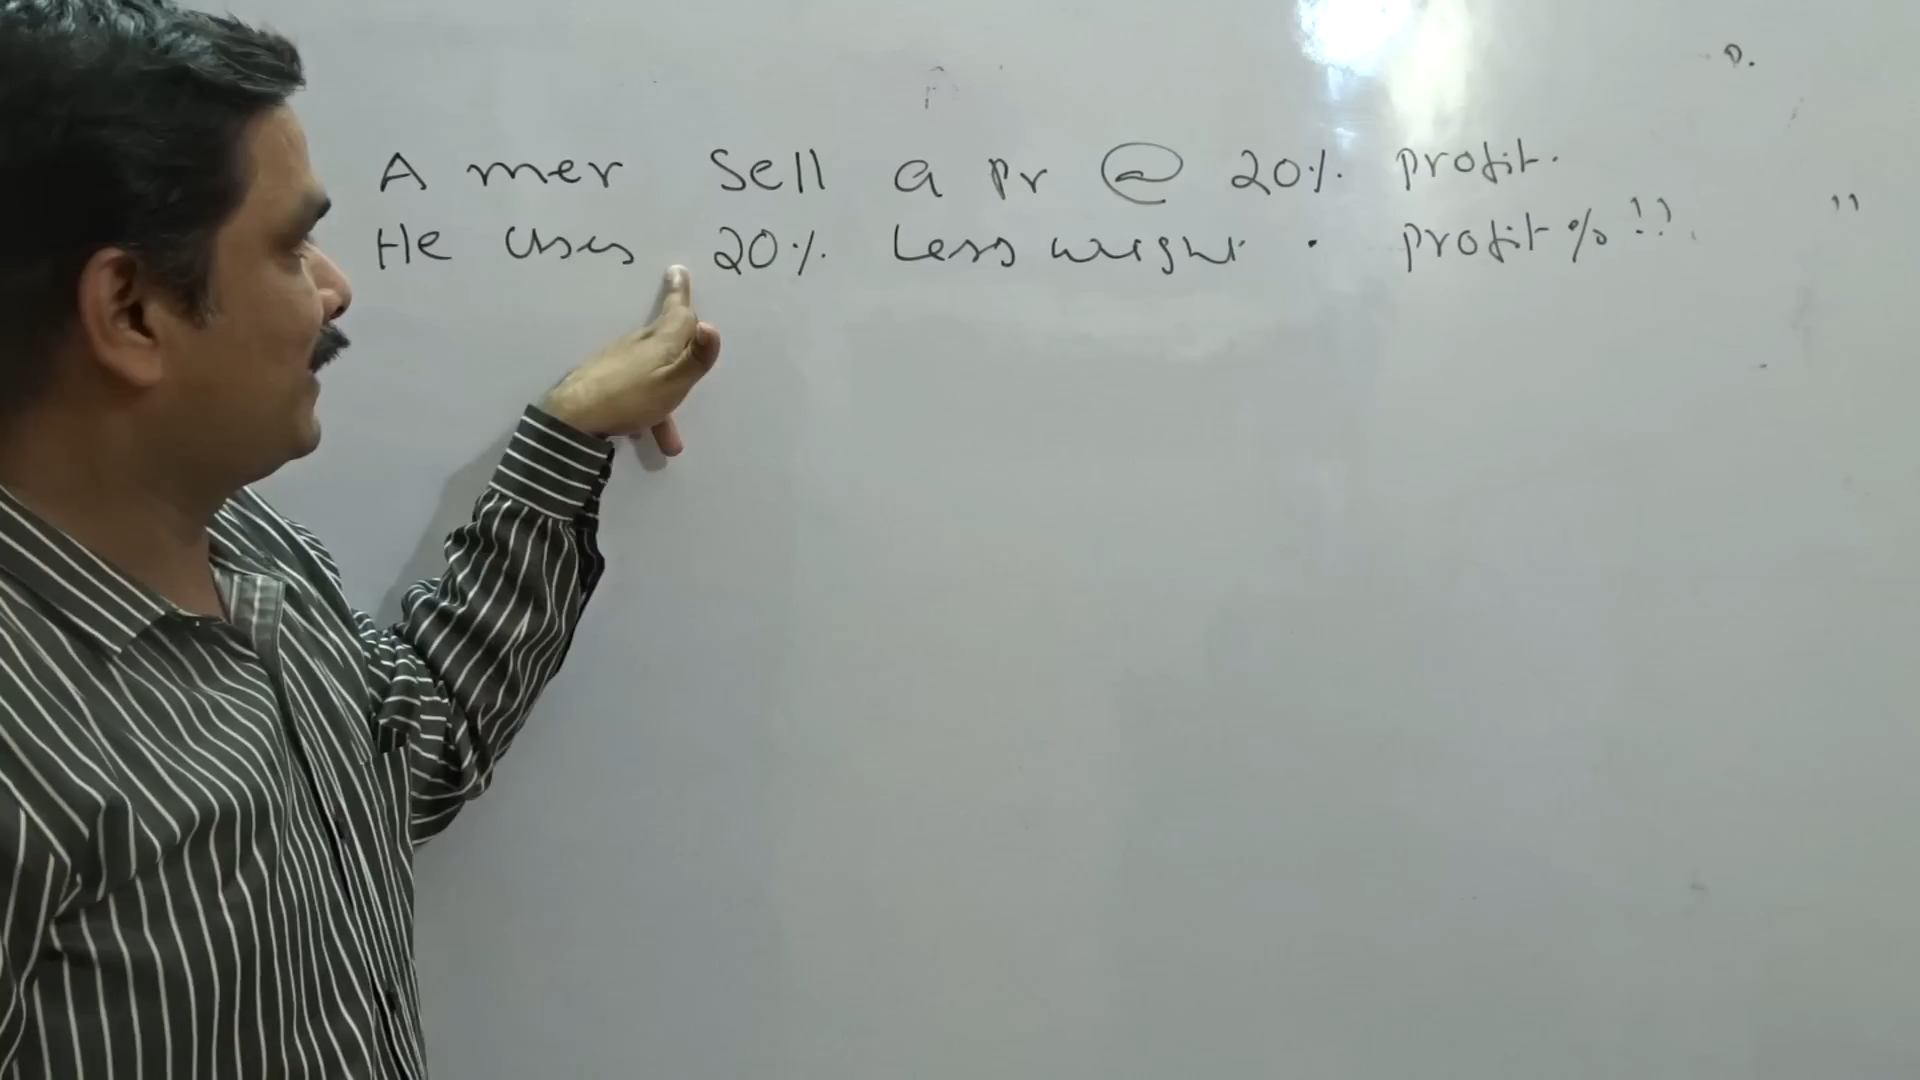 A mer Sell a pr @ 20% profit.
He uses 20% Less weight. profit % !!